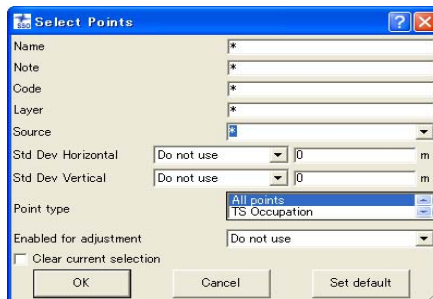 Select Points
Name *
Note *
Code *
Layer *
Source *
Std Dev Horizontal Do not use 0 m
Std Dev Vertical Do not use 0 m
Point type All points
TS Occupation
Enabled for adjustment Do not use
Clear current selection
OK Cancel Set default